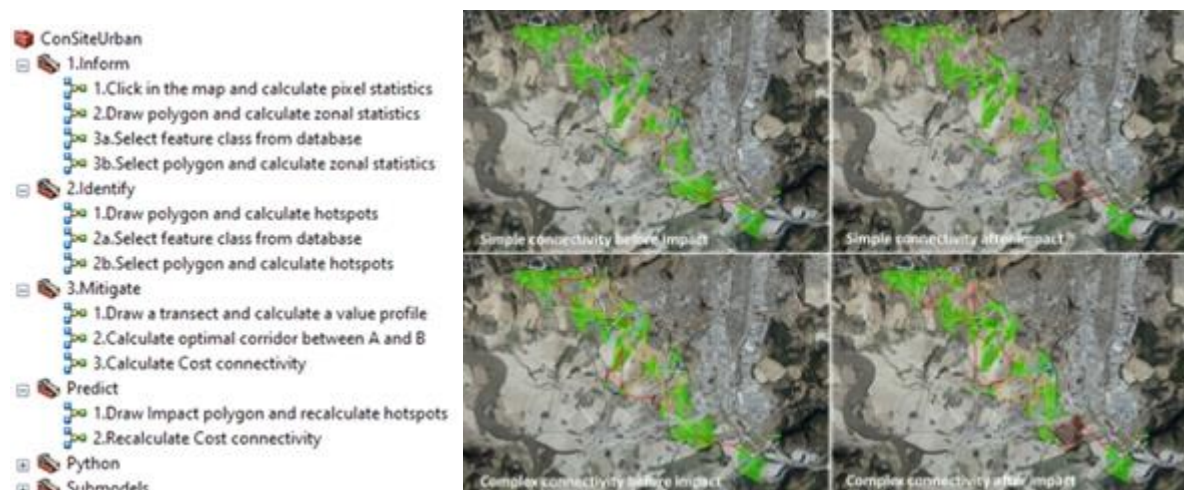 ConSiteUrban
1.Inform
1.Click in the map and calculate pixel statistics
2.Draw polygon and calculate zonal statistics
3a.Select feature class from database
3b.Select polygon and calculate zonal statistics
2.Identify
1.Draw polygon and calculate hotspots
2a.Select feature class from database
2b.Select polygon and calculate hotspots
3.Mitigate
1.Draw a transect and calculate a value profile
2.Calculate optimal corridor between A and B
3.Calculate Cost connectivity
Predict
1.Draw Impact polygon and recalculate hotspots
2.Recalculate Cost connectivity
Python
Submodels
Simple connectivity before impact
Simple connectivity after impact
Complex connectivity before impact
Complex connectivity after impact